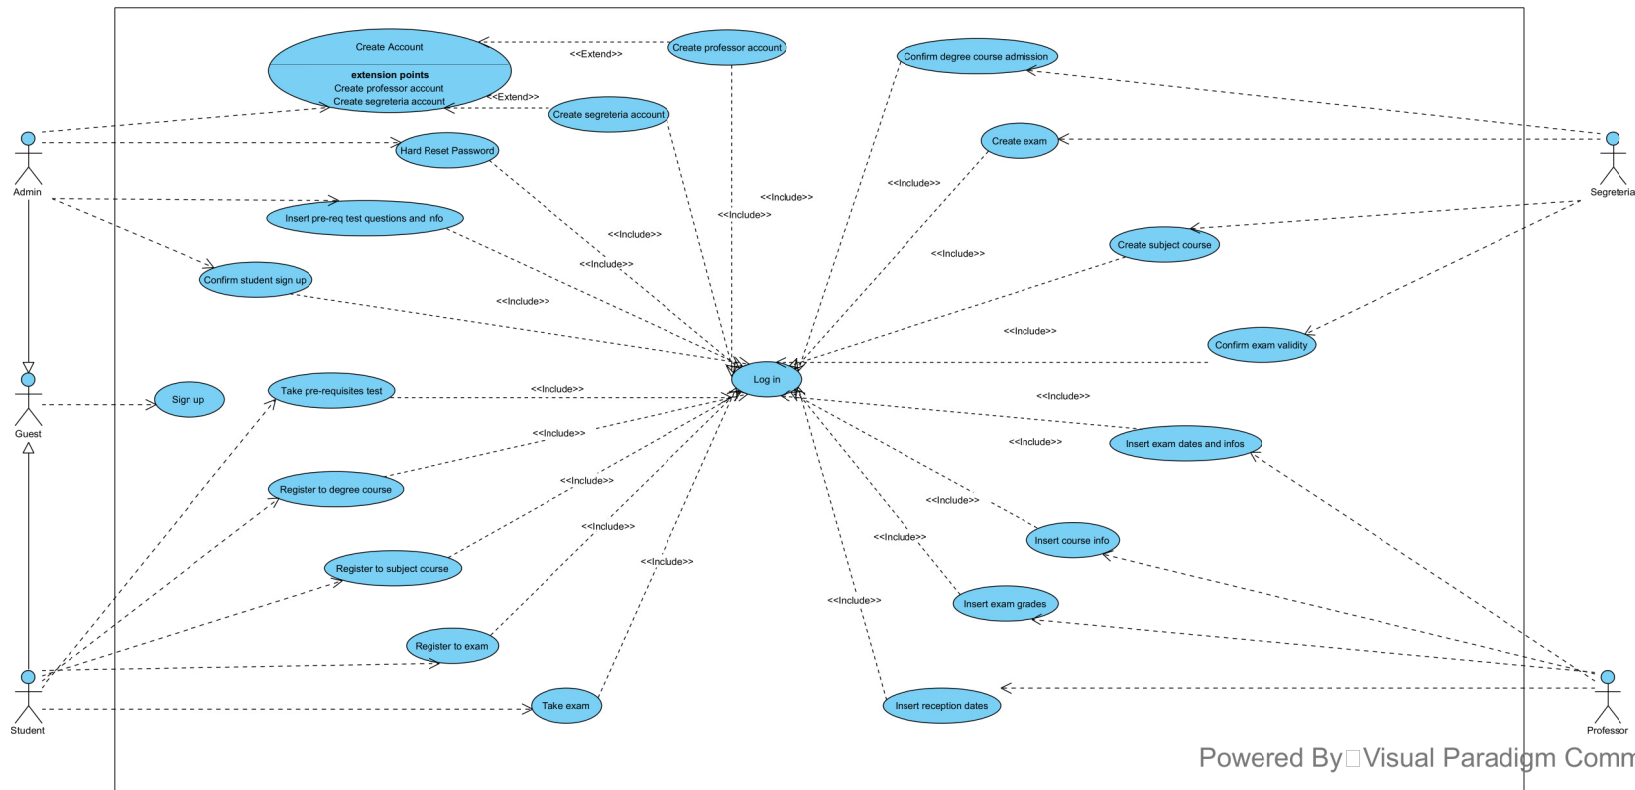 Create Account
extension points
Create professor account
Create segreteria account
<<Extend>>
Create professor account
<<Extend>>
Create segreteria account
Confirm degree course admission
Admin
Hard Reset Password
Create exam
Segreteria
<<Include>>
<<Include>>
<<Include>>
Insert pre-req test questions and nfo
<<Include>>
Create subject course
<<Include>>
<<Include>>
Confirm student sign up
<<Include>>
<<Include>>
Confirm exam validity
Log in
Guest
Sign up
Take pre-requisites test
<<Include>>
<<Include>>
<<Include>>
<<Include>>
Insert exam dates and infos
Register to degree course
<<Include>>
<<Include>>
Insert course info
<<Include>>
<<Include>>
Register to subject course
<<Include>>
<<Include>>
Insert exam grades
Register to exam
Take exam
Insert reception dates
Student
Professor
Powered By Visual Paradigm Comm